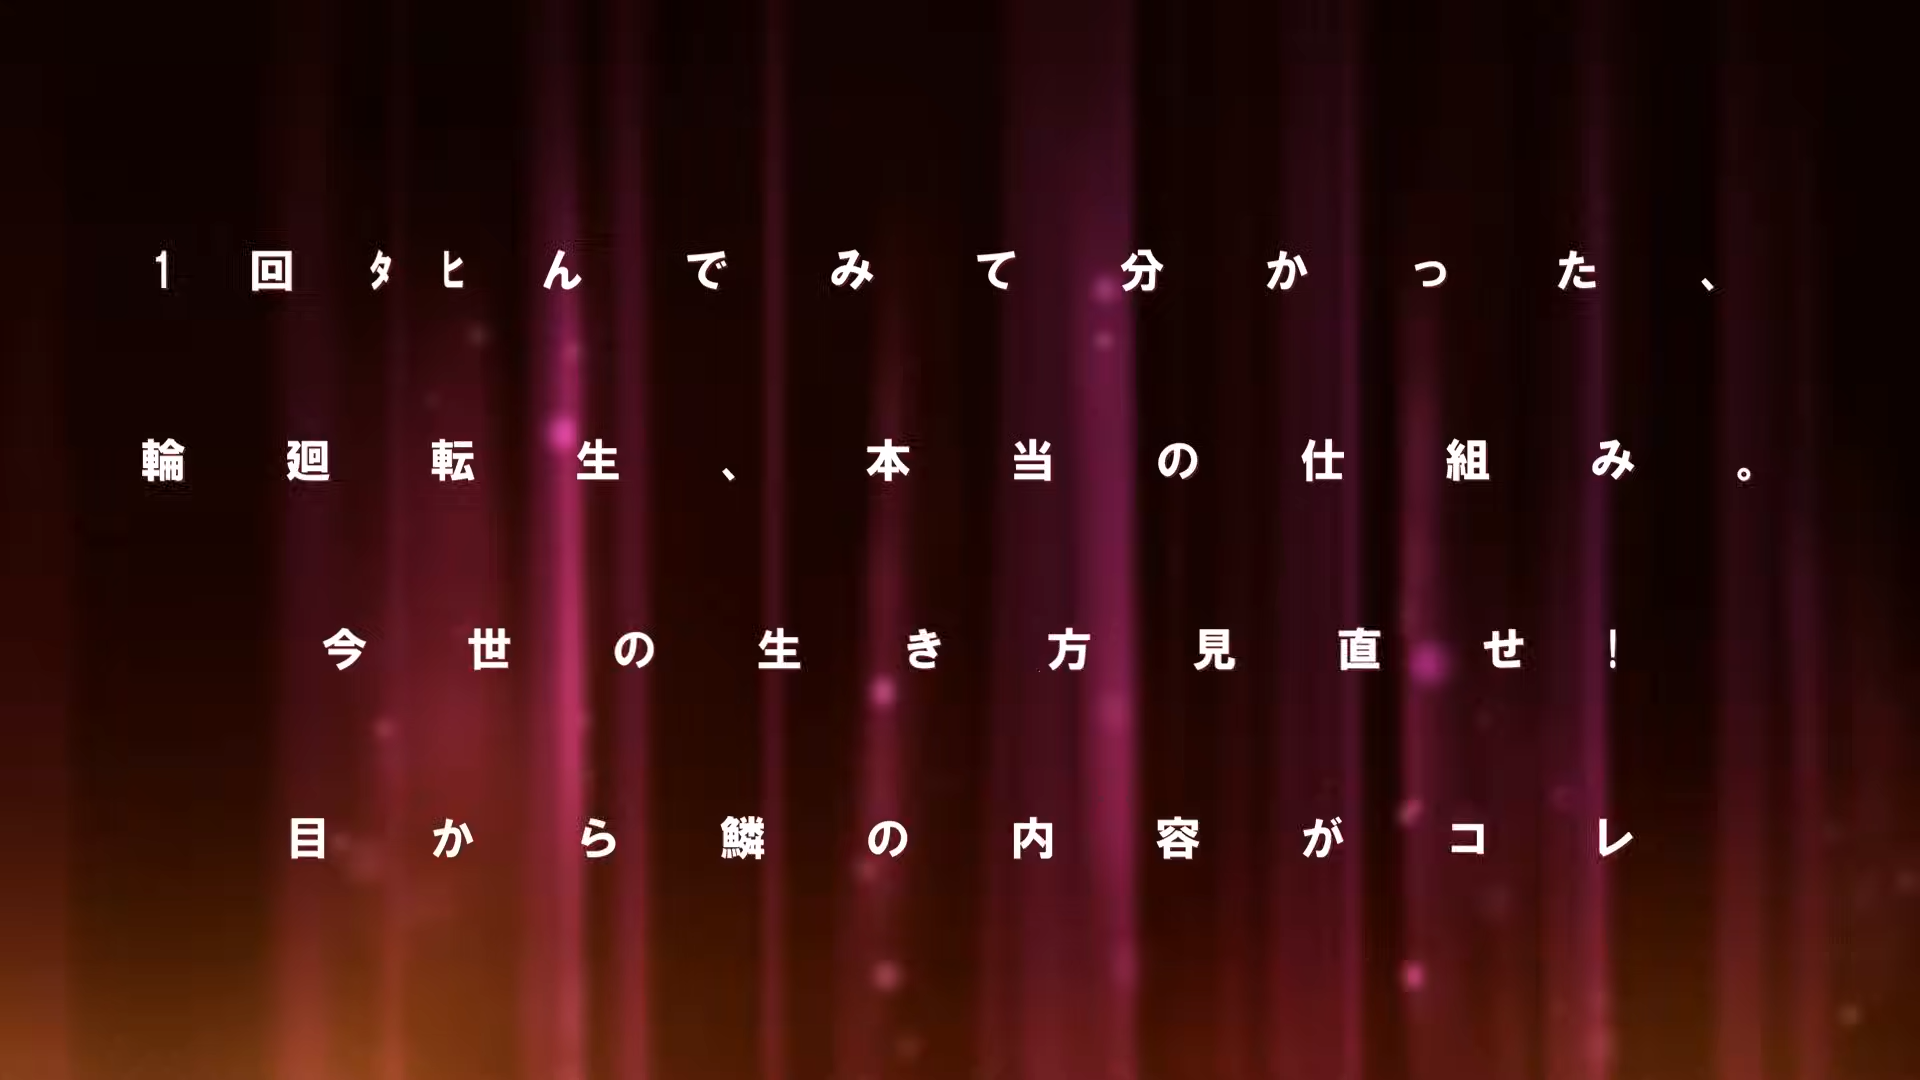 1回ﾀﾋんでみて分かった、
輪廻転生、本当の仕組み。
今世の生き方見直せ!
目から鱗の内容がコレ